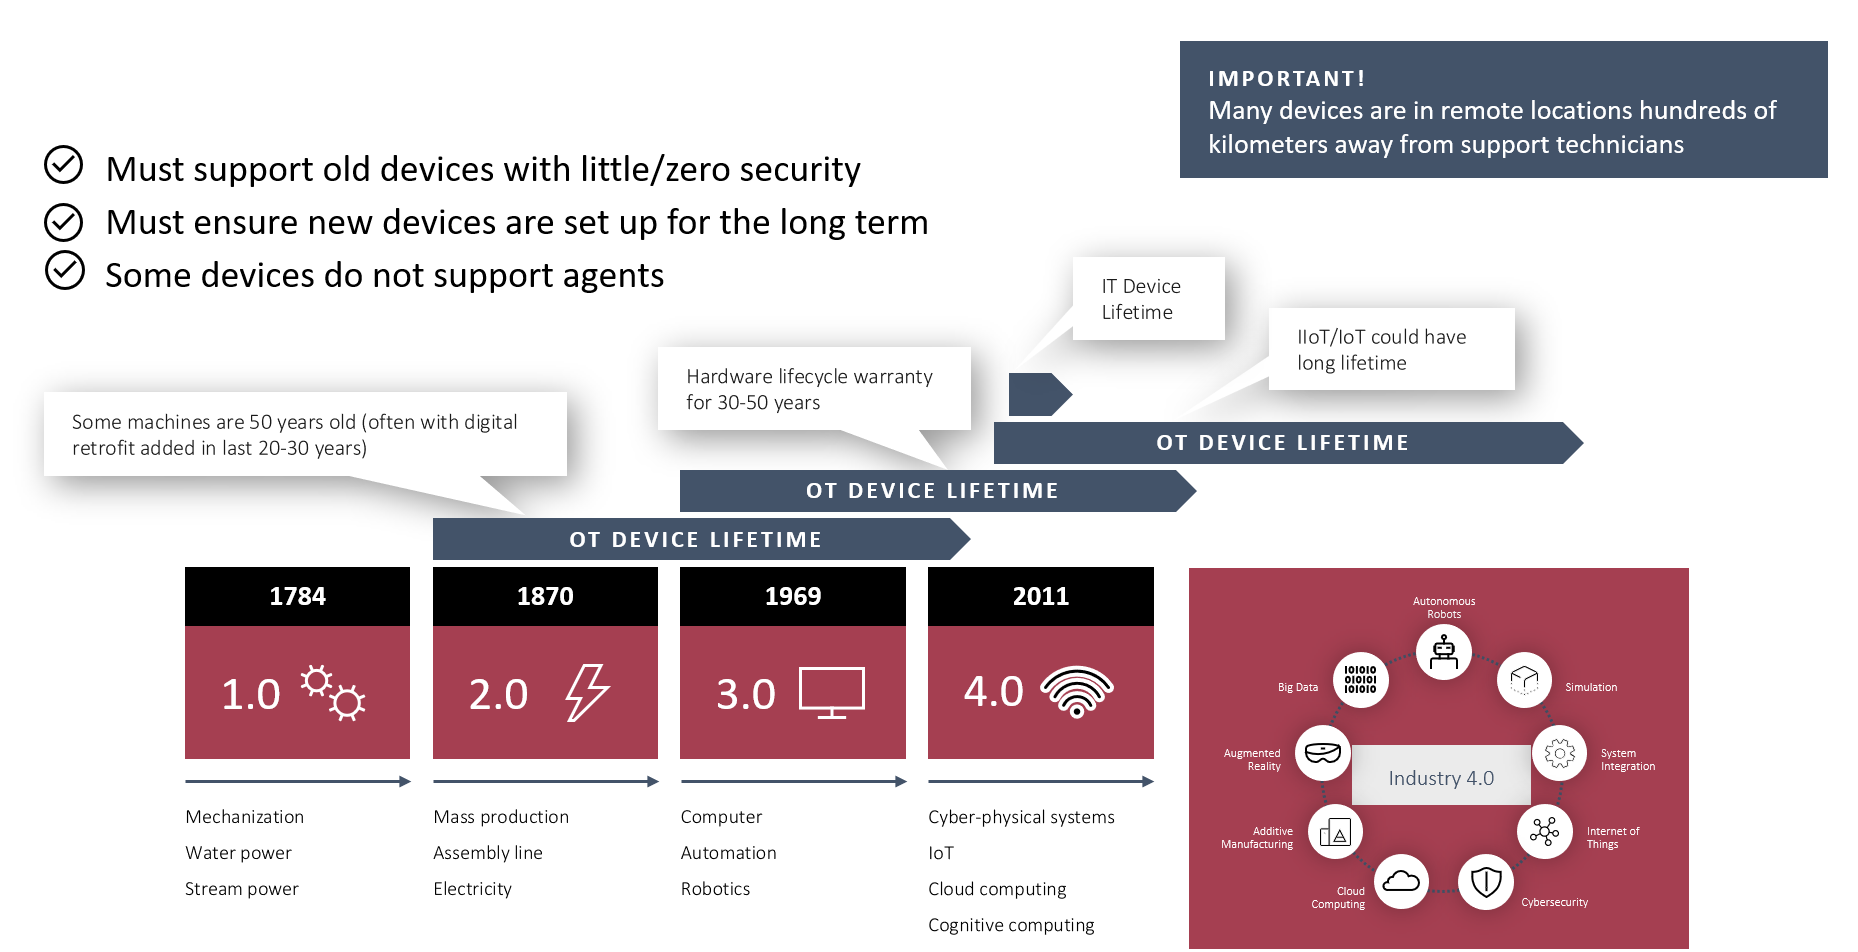 IMPORTANT!
Many devices are in remote locations hundreds of
kilometers away from support technicians
Must support old devices with little/zero security
Must ensure new devices are set up for the long term
Some devices do not support agents
IT Device
Lifetime
IIoT/IoT could have
long lifetime
Hardware lifecycle warranty
for 30-50 years
Some machines are 50 years old (often with digital
retrofit added in last 20-30 years)
OT DEVICE LIFETIME
OT DEVICE LIFETIME
OT DEVICE LIFETIME
1784
1870
1969
2011
1.0
2.0
3.0
4.0
Mechanization
Water power
Stream power
Mass production
Assembly line
Electricity
Computer
Automation
Robotics
Cyber-physical systems
IoT
Cloud computing
Cognitive computing
Autonomous
Robots
Big Data
IOIOIO
OIOIOI
IOIOIO
Simulation
Augmented
Reality
System
Integration
Industry 4.0
Additive
Manufacturing
Internet of
Things
Cloud
Computing
Cybersecurity